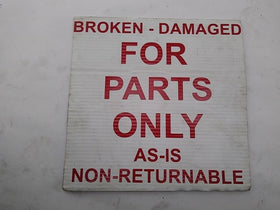 BROKEN - DAMAGED
FOR
PARTS
ONLY
AS-IS
NON-RETURNABLE